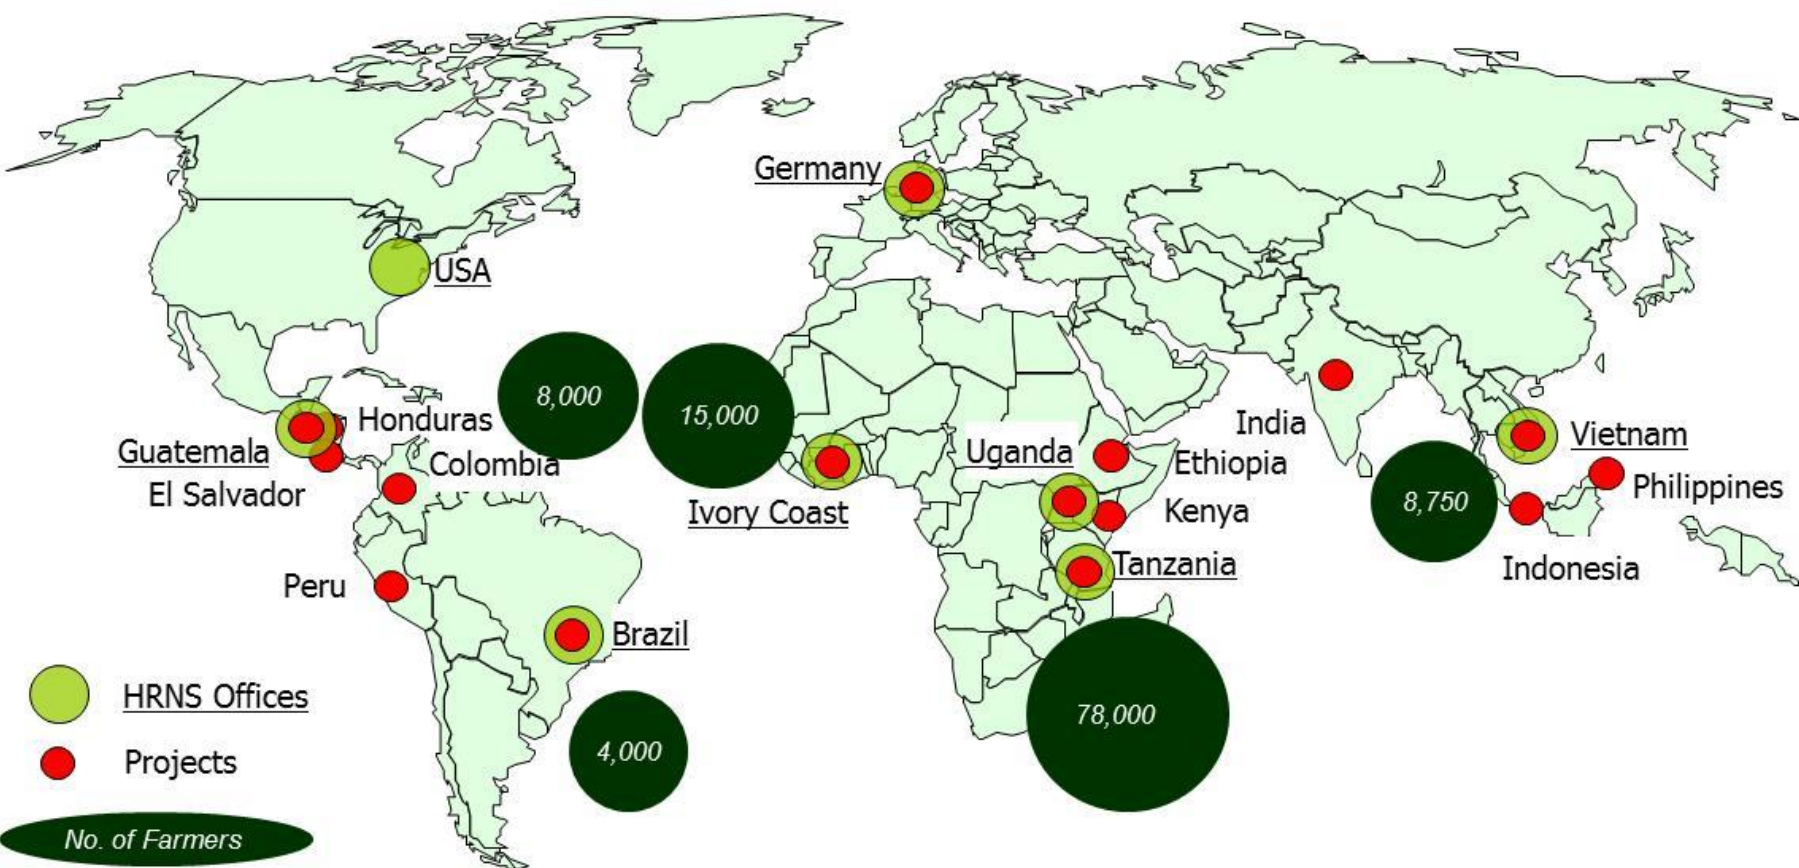 Germany
USA
8,000
15,000
Honduras
Guatemala
Colombia
El Salvador
Ivory Coast
Uganda
Ethiopia
Kenya
Tanzania
India
Vietnam
8,750
Philippines
Indonesia
Peru
Brazil
4,000
78,000
HRNS Offices
Projects
No. of Farmers